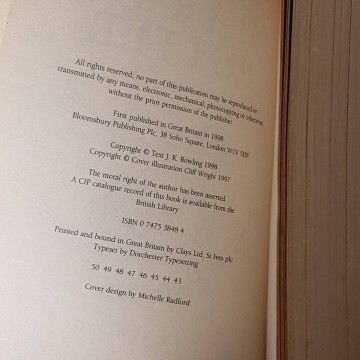 All rights reserved; no part of this publication may be reproduced or
transmitted by any means, electronic, mechanical, photocopying or otherwise
without the prior permission of the publisher
First published in Great Britain in 1998
Bloomsbury Publishing Plc, 38 Soho Square, London W1V 5DF
Copyright © Text J. K. Rowling 1998
Copyright © Cover illustration Cliff Wright 1997
The moral right of the author has been asserted
A CIP catalogue record of this book is available from the
British Library
ISBN 0 7475 3848 4
Printed and bound in Great Britain by Clays Ltd, St Ives plc
Typeset by Dorchester Typesetting
50 49 48 47 46 45 44 43
Cover design by Michelle Radford